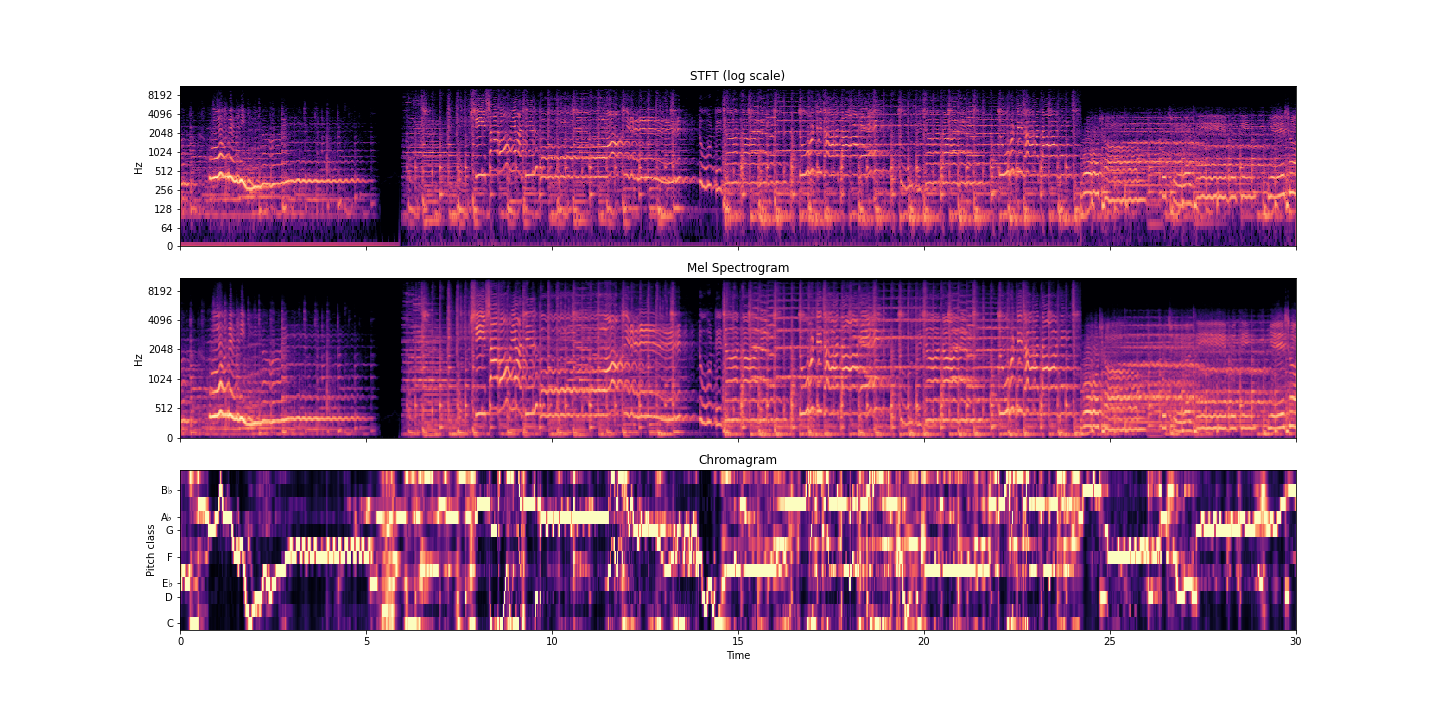 STFT (log scale)
8192
4096
2048
1024
512
256
128
64
0
Hz
Mel Spectrogram
8192
4096
2048
1024
512
0
Hz
Chromagram
B♭
A♭
G
F
E♭
D
C
Pitch class
0 5 10 15 20 25 30
Time